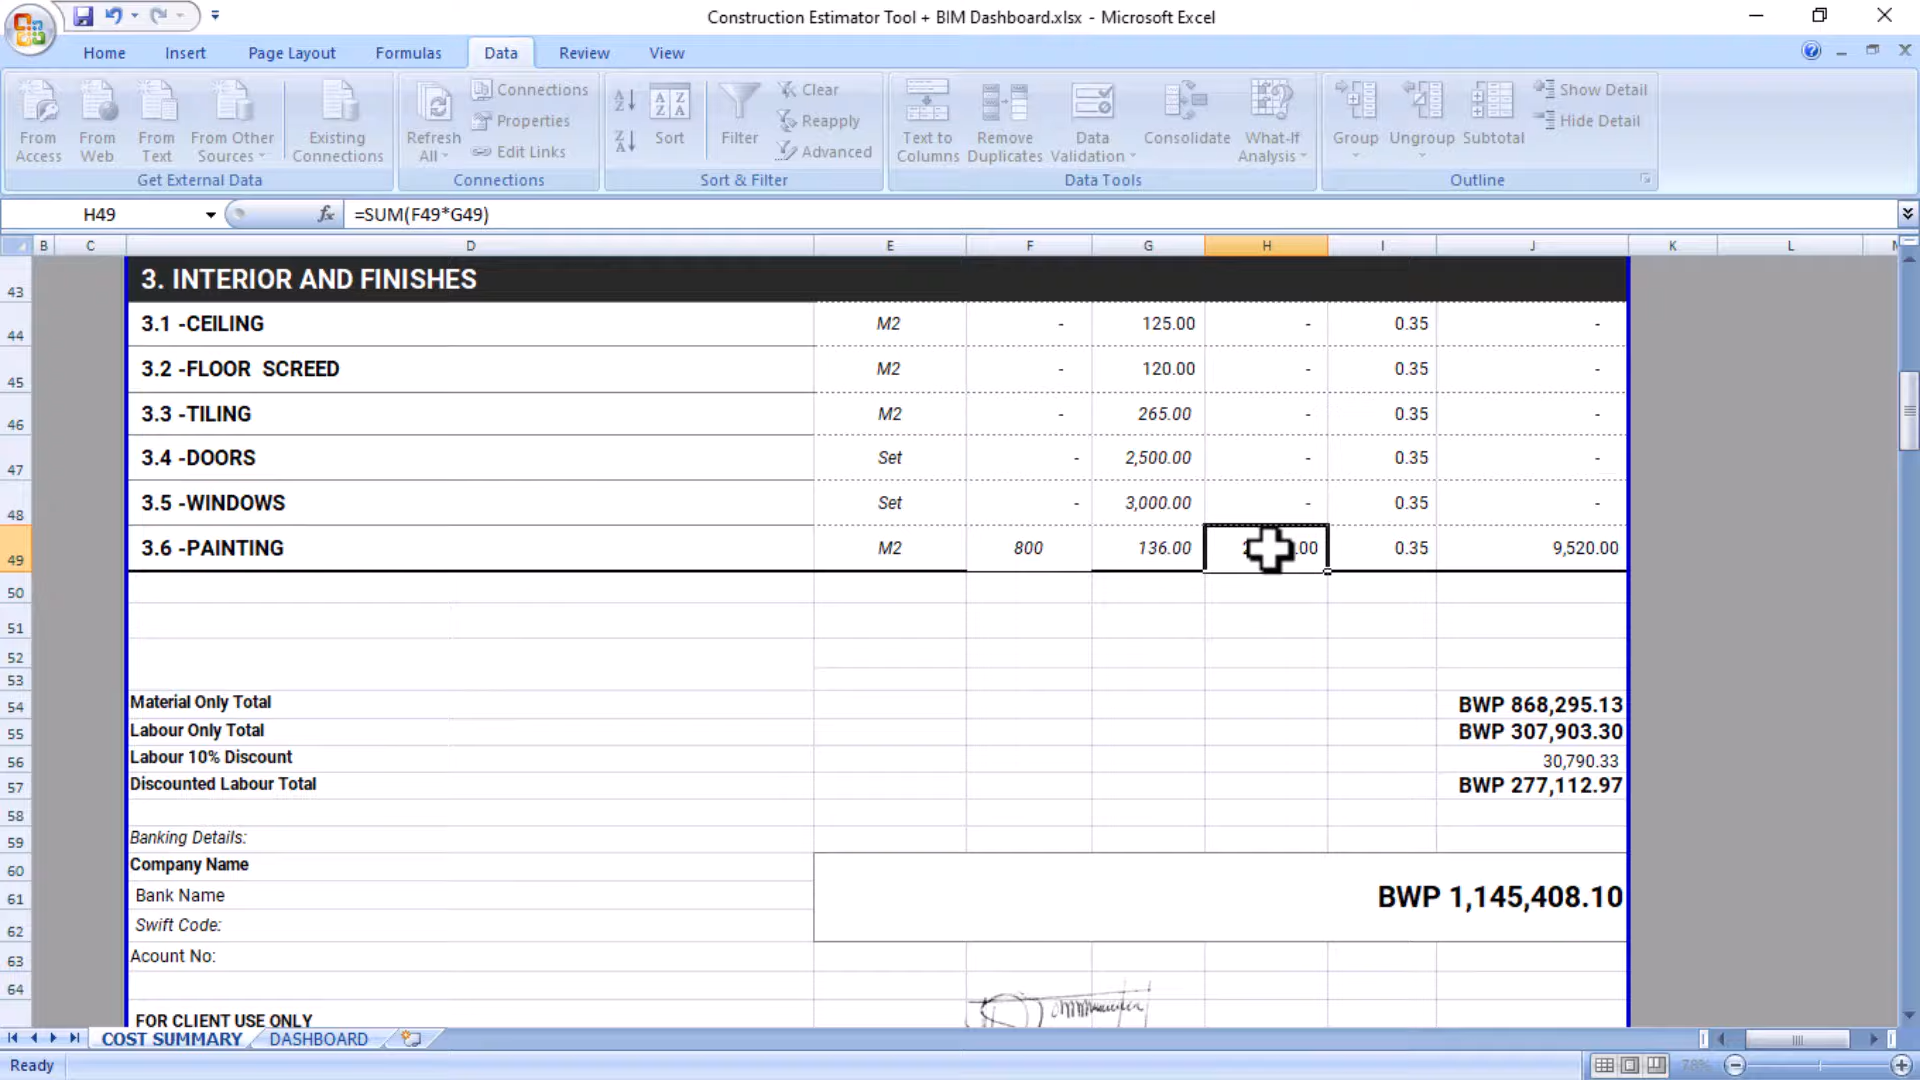 Construction Estimator Tool + BIM Dashboard.xlsx - Microsoft Excel
Home Insert Page Layout Formulas Data Review View
From Access
From Web
From Text
From Other Sources
Existing Connections
Get External Data
Refresh All
Connections
Properties
Edit Links
Connections
Sort
Filter
Clear
Reapply
Advanced
Sort & Filter
Text to Columns
Remove Duplicates
Data Validation
Consolidate
What-If Analysis
Data Tools
Group
Ungroup
Subtotal
Show Detail
Hide Detail
Outline
H49 fx =SUM(F49*G49)
B C D E F G H I J K L
43 3. INTERIOR AND FINISHES
44 3.1 -CEILING M2 - 125.00 - 0.35 -
45 3.2 -FLOOR SCREED M2 - 120.00 - 0.35 -
46 3.3 -TILING M2 - 265.00 - 0.35 -
47 3.4 -DOORS Set - 2,500.00 - 0.35 -
48 3.5 -WINDOWS Set - 3,000.00 - 0.35 -
49 3.6 -PAINTING M2 800 136.00 0.35 9,520.00
50
51
52
53
54 Material Only Total BWP 868,295.13
55 Labour Only Total BWP 307,903.30
56 Labour 10% Discount 30,790.33
57 Discounted Labour Total BWP 277,112.97
58
59 Banking Details:
60 Company Name
61 Bank Name BWP 1,145,408.10
62 Swift Code:
63 Acount No:
64
FOR CLIENT USE ONLY
COST SUMMARY DASHBOARD
Ready 78%